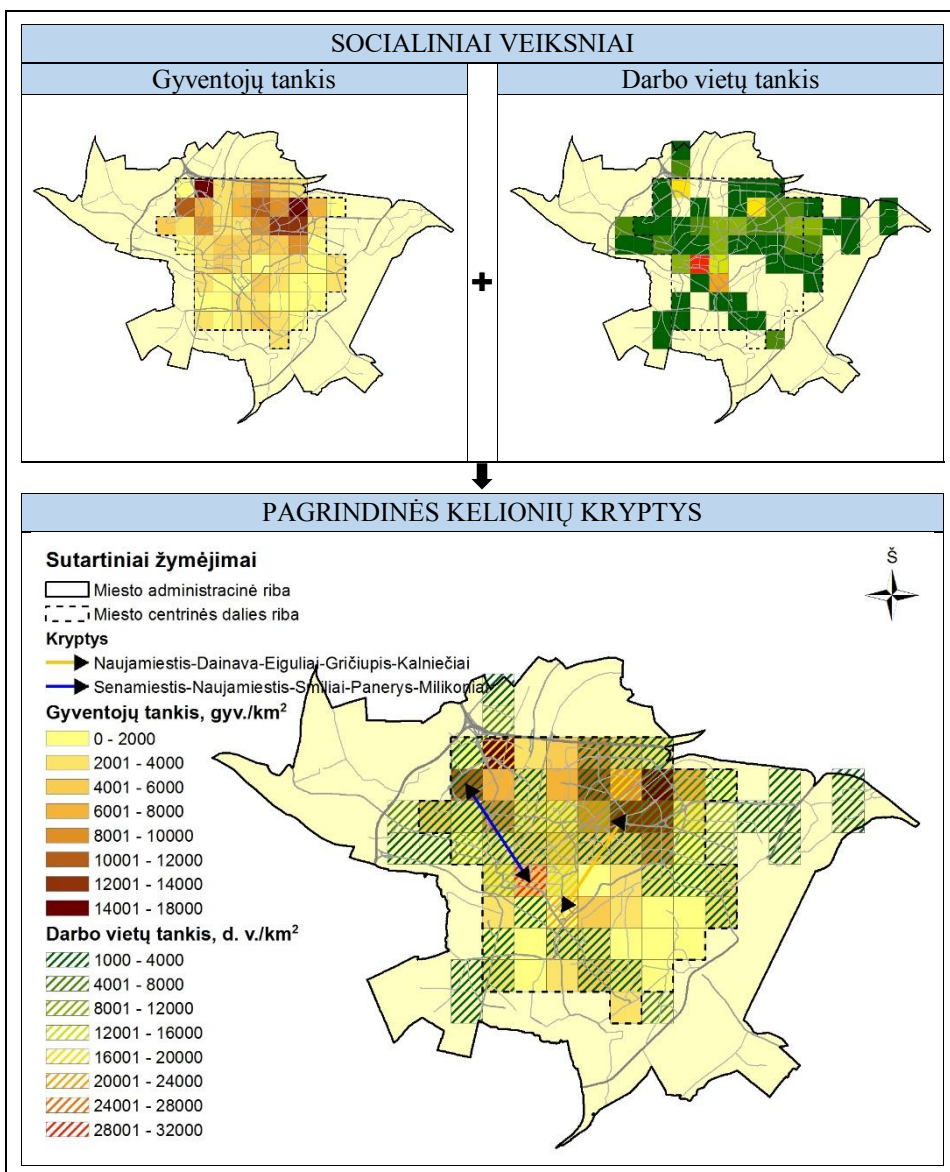 SOCIALINIAI VEIKSNIAI
Gyventojų tankis
Darbo vietų tankis
+
PAGRINDINĖS KELIONIŲ KRYPTYS
Sutartiniai žymėjimai
Miesto administracinė riba
Miesto centrinės dalies riba
Š
Kryptys
Naujamiestis-Dainava-Eiguliai-Gričiupis-Kalniečiai
Senamiestis-Naujamiestis-Smiliai-Panerys-Milikoniai
Gyventojų tankis, gyv./km²
0 - 2000
2001 - 4000
4001 - 6000
6001 - 8000
8001 - 10000
10001 - 12000
12001 - 14000
14001 - 18000
Darbo vietų tankis, d. v./km²
1000 - 4000
4001 - 8000
8001 - 12000
12001 - 16000
16001 - 20000
20001 - 24000
24001 - 28000
28001 - 32000